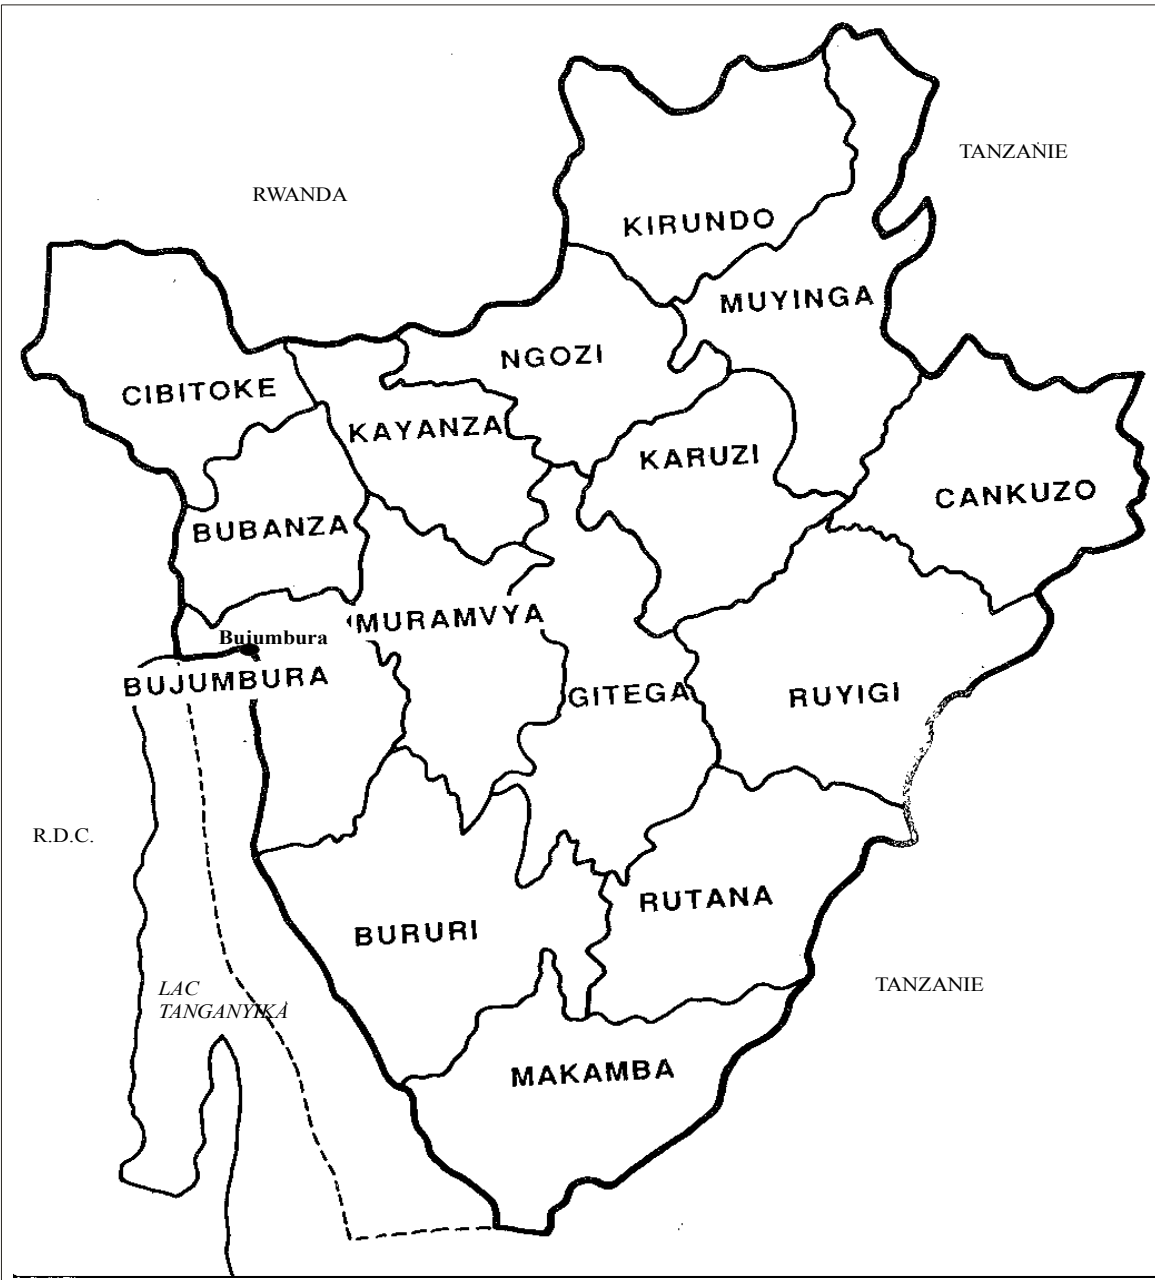 TANZANIE
RWANDA
KIRUNDO
MUYINGA
NGOZI
CIBITOKE
KAYANZA
KARUZI
CANKUZO
BUBANZA
MURAMVYA
Bujumbura
BUJUMBURA
GITEGA
RUYIGI
R.D.C.
RUTANA
BURURI
LAC
TANGANYIKA
TANZANIE
MAKAMBA